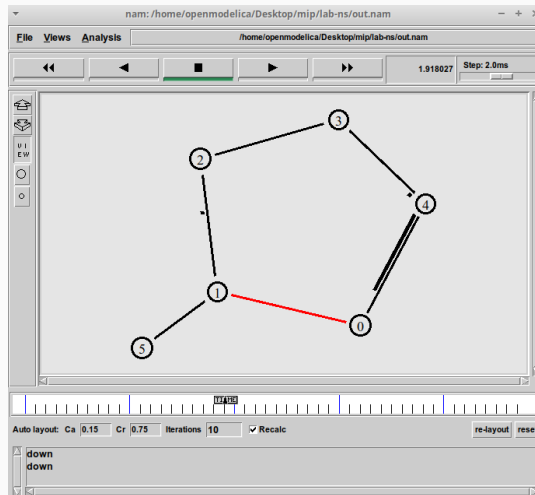 nam: /home/openmodelica/Desktop/mip/lab-ns/out.nam
File Views Analysis /home/openmodelica/Desktop/mip/lab-ns/out.nam
1.918027 Step: 2.0ms
V I
E W
3
2
4
1
0
5
TIME
Auto layout: Ca 0.15 Cr 0.75 Iterations 10 Recalc re-layout rese
down
down